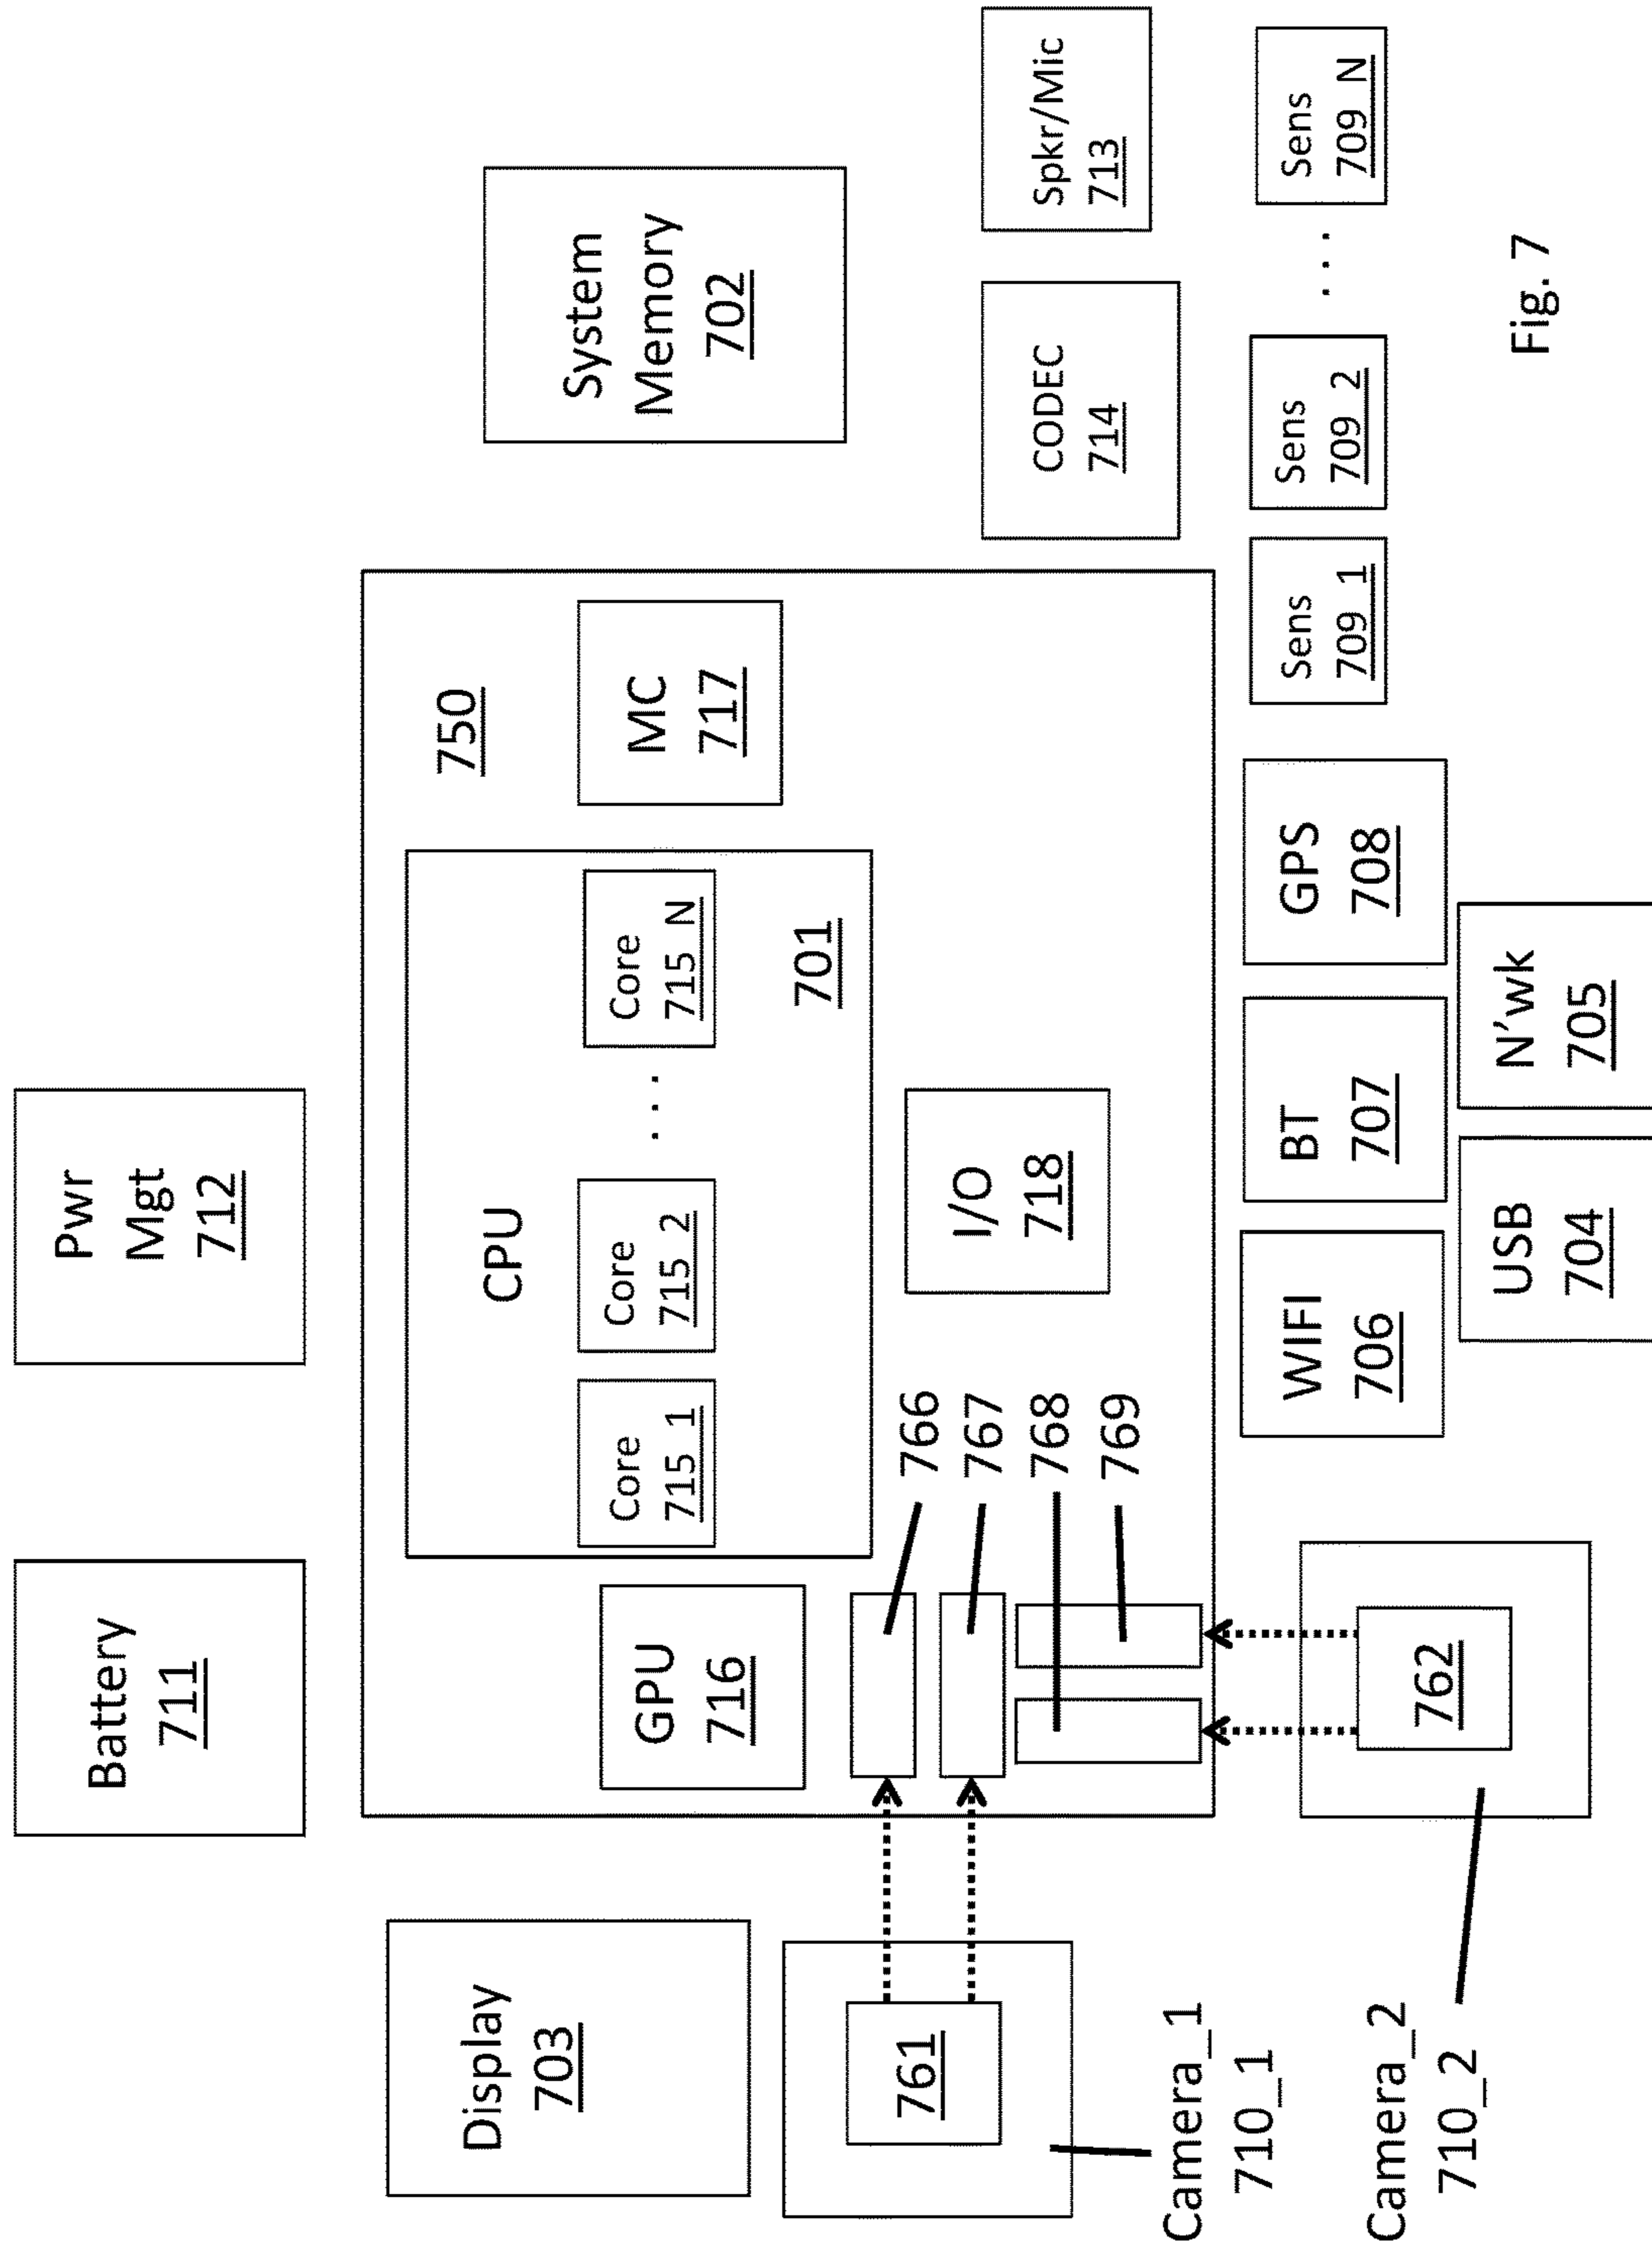 Battery
711
Pwr
Mgt
712
Display
703
750
CPU
Core
715_1
Core
715_2
. . .
Core
715_N
701
GPU
716
MC
717
System
Memory
702
761
766
767
768
769
I/O
718
CODEC
714
Spkr/Mic
713
Camera_1
710_1
762
Camera_2
710_2
WIFI
706
BT
707
GPS
708
Sens
709_1
Sens
709_2
. . .
Sens
709_N
USB
704
N'wk
705
Fig. 7